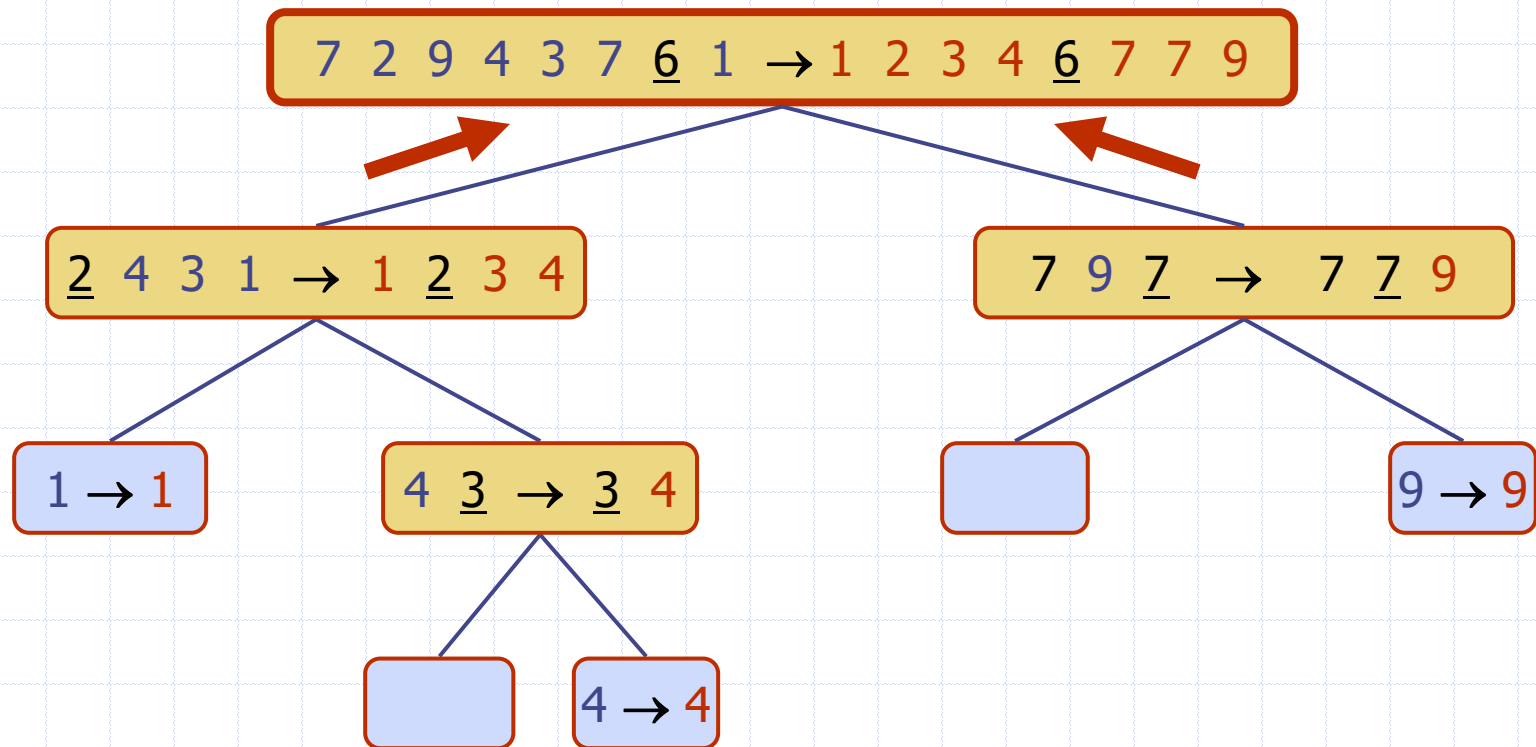 7 2 9 4 3 7 6 1 → 1 2 3 4 6 7 7 9
2 4 3 1 → 1 2 3 4
7 9 7 → 7 7 9
1 → 1
4 3 → 3 4
9 → 9
4 → 4